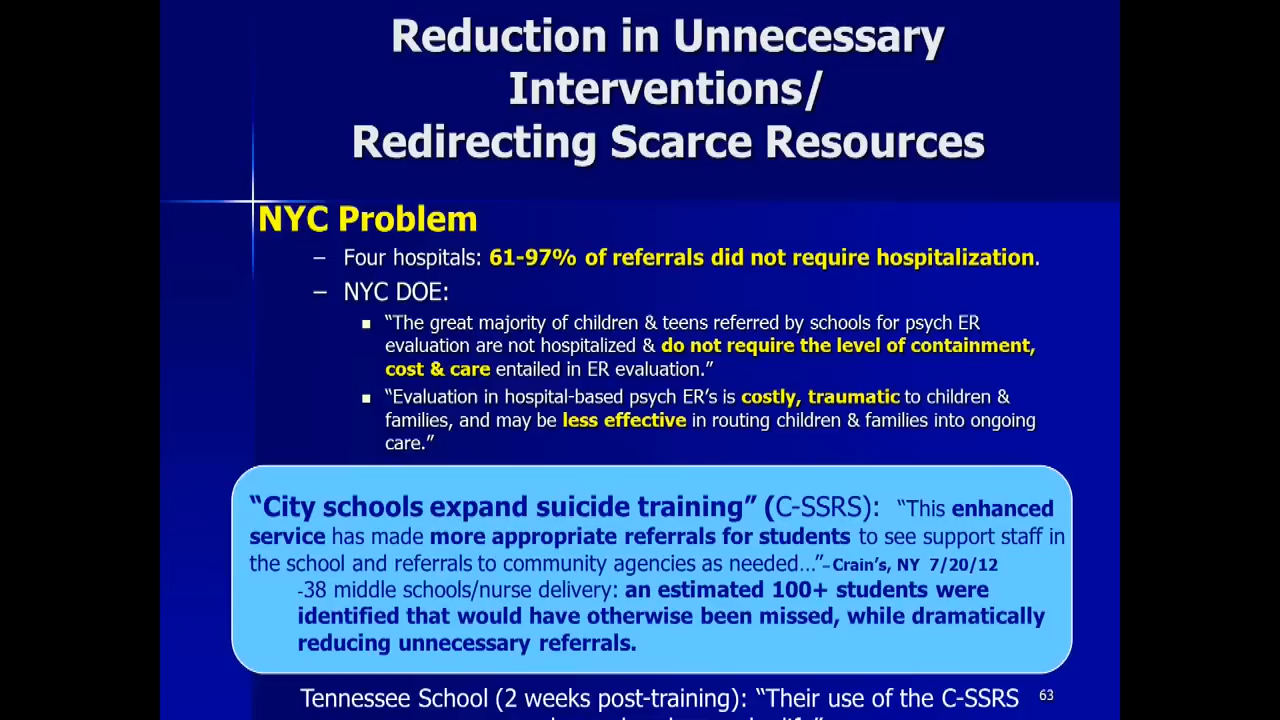 Reduction in Unnecessary
Interventions/
Redirecting Scarce Resources
NYC Problem
– Four hospitals: 61-97% of referrals did not require hospitalization.
– NYC DOE:
▪ “The great majority of children & teens referred by schools for psych ER
evaluation are not hospitalized & do not require the level of containment,
cost & care entailed in ER evaluation.”
▪ “Evaluation in hospital-based psych ER’s is costly, traumatic to children &
families, and may be less effective in routing children & families into ongoing
care.”
“City schools expand suicide training” (C-SSRS): “This enhanced
service has made more appropriate referrals for students to see support staff in
the school and referrals to community agencies as needed…”– Crain’s, NY 7/20/12
-38 middle schools/nurse delivery: an estimated 100+ students were
identified that would have otherwise been missed, while dramatically
reducing unnecessary referrals.
Tennessee School (2 weeks post-training): “Their use of the C-SSRS
63